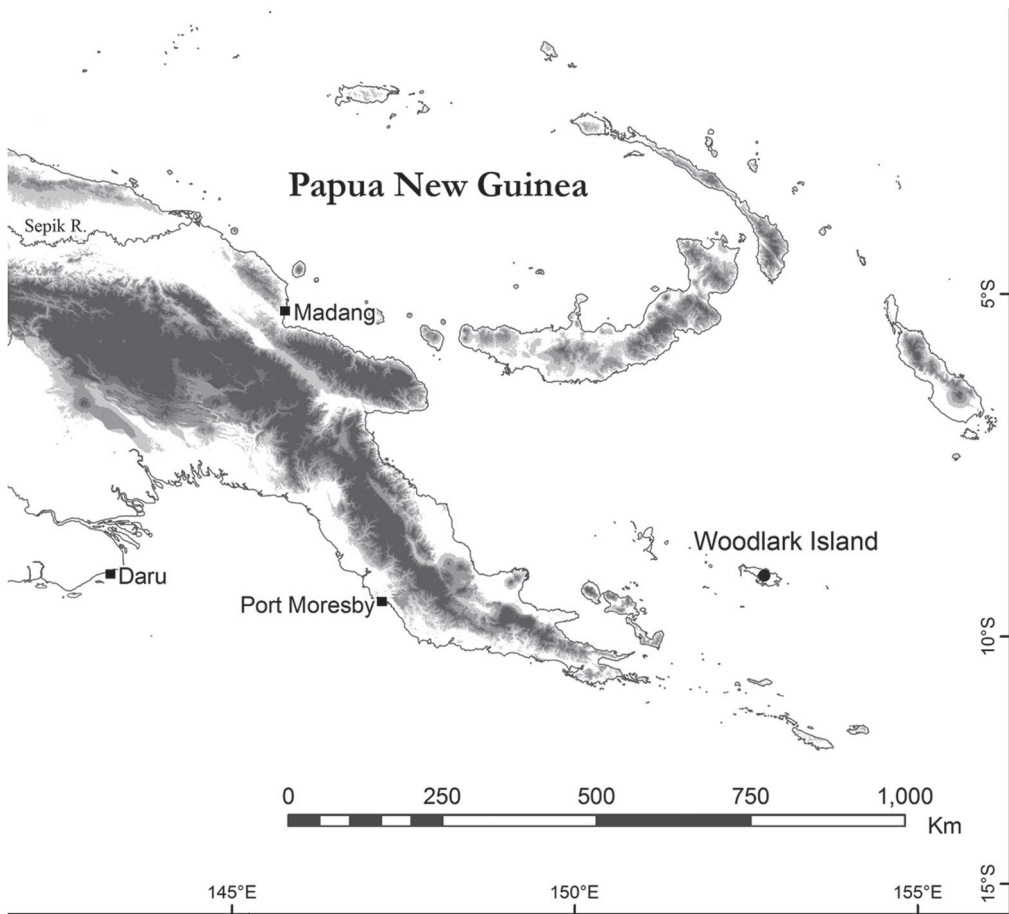 Papua New Guinea
Sepik R.
5°S
Madang
Woodlark Island
Daru
Port Moresby
10°S
0 250 500 750 1,000
Km
15°S
145°E 150°E 155°E